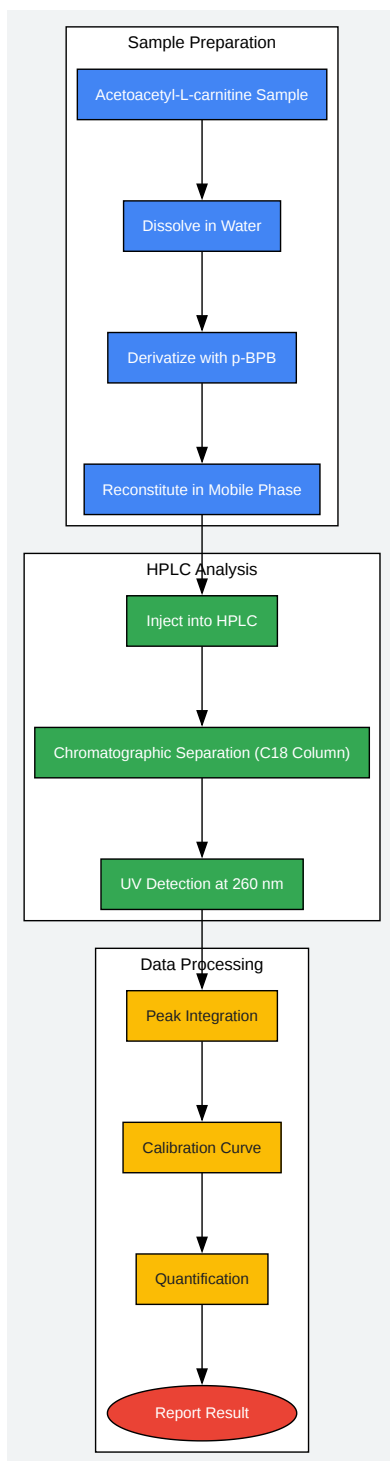 Sample Preparation
Acetoacetyl-L-carnitine Sample
Dissolve in Water
Derivatize with p-BPB
Reconstitute in Mobile Phase
HPLC Analysis
Inject into HPLC
Chromatographic Separation (C18 Column)
UV Detection at 260 nm
Data Processing
Peak Integration
Calibration Curve
Quantification
Report Result